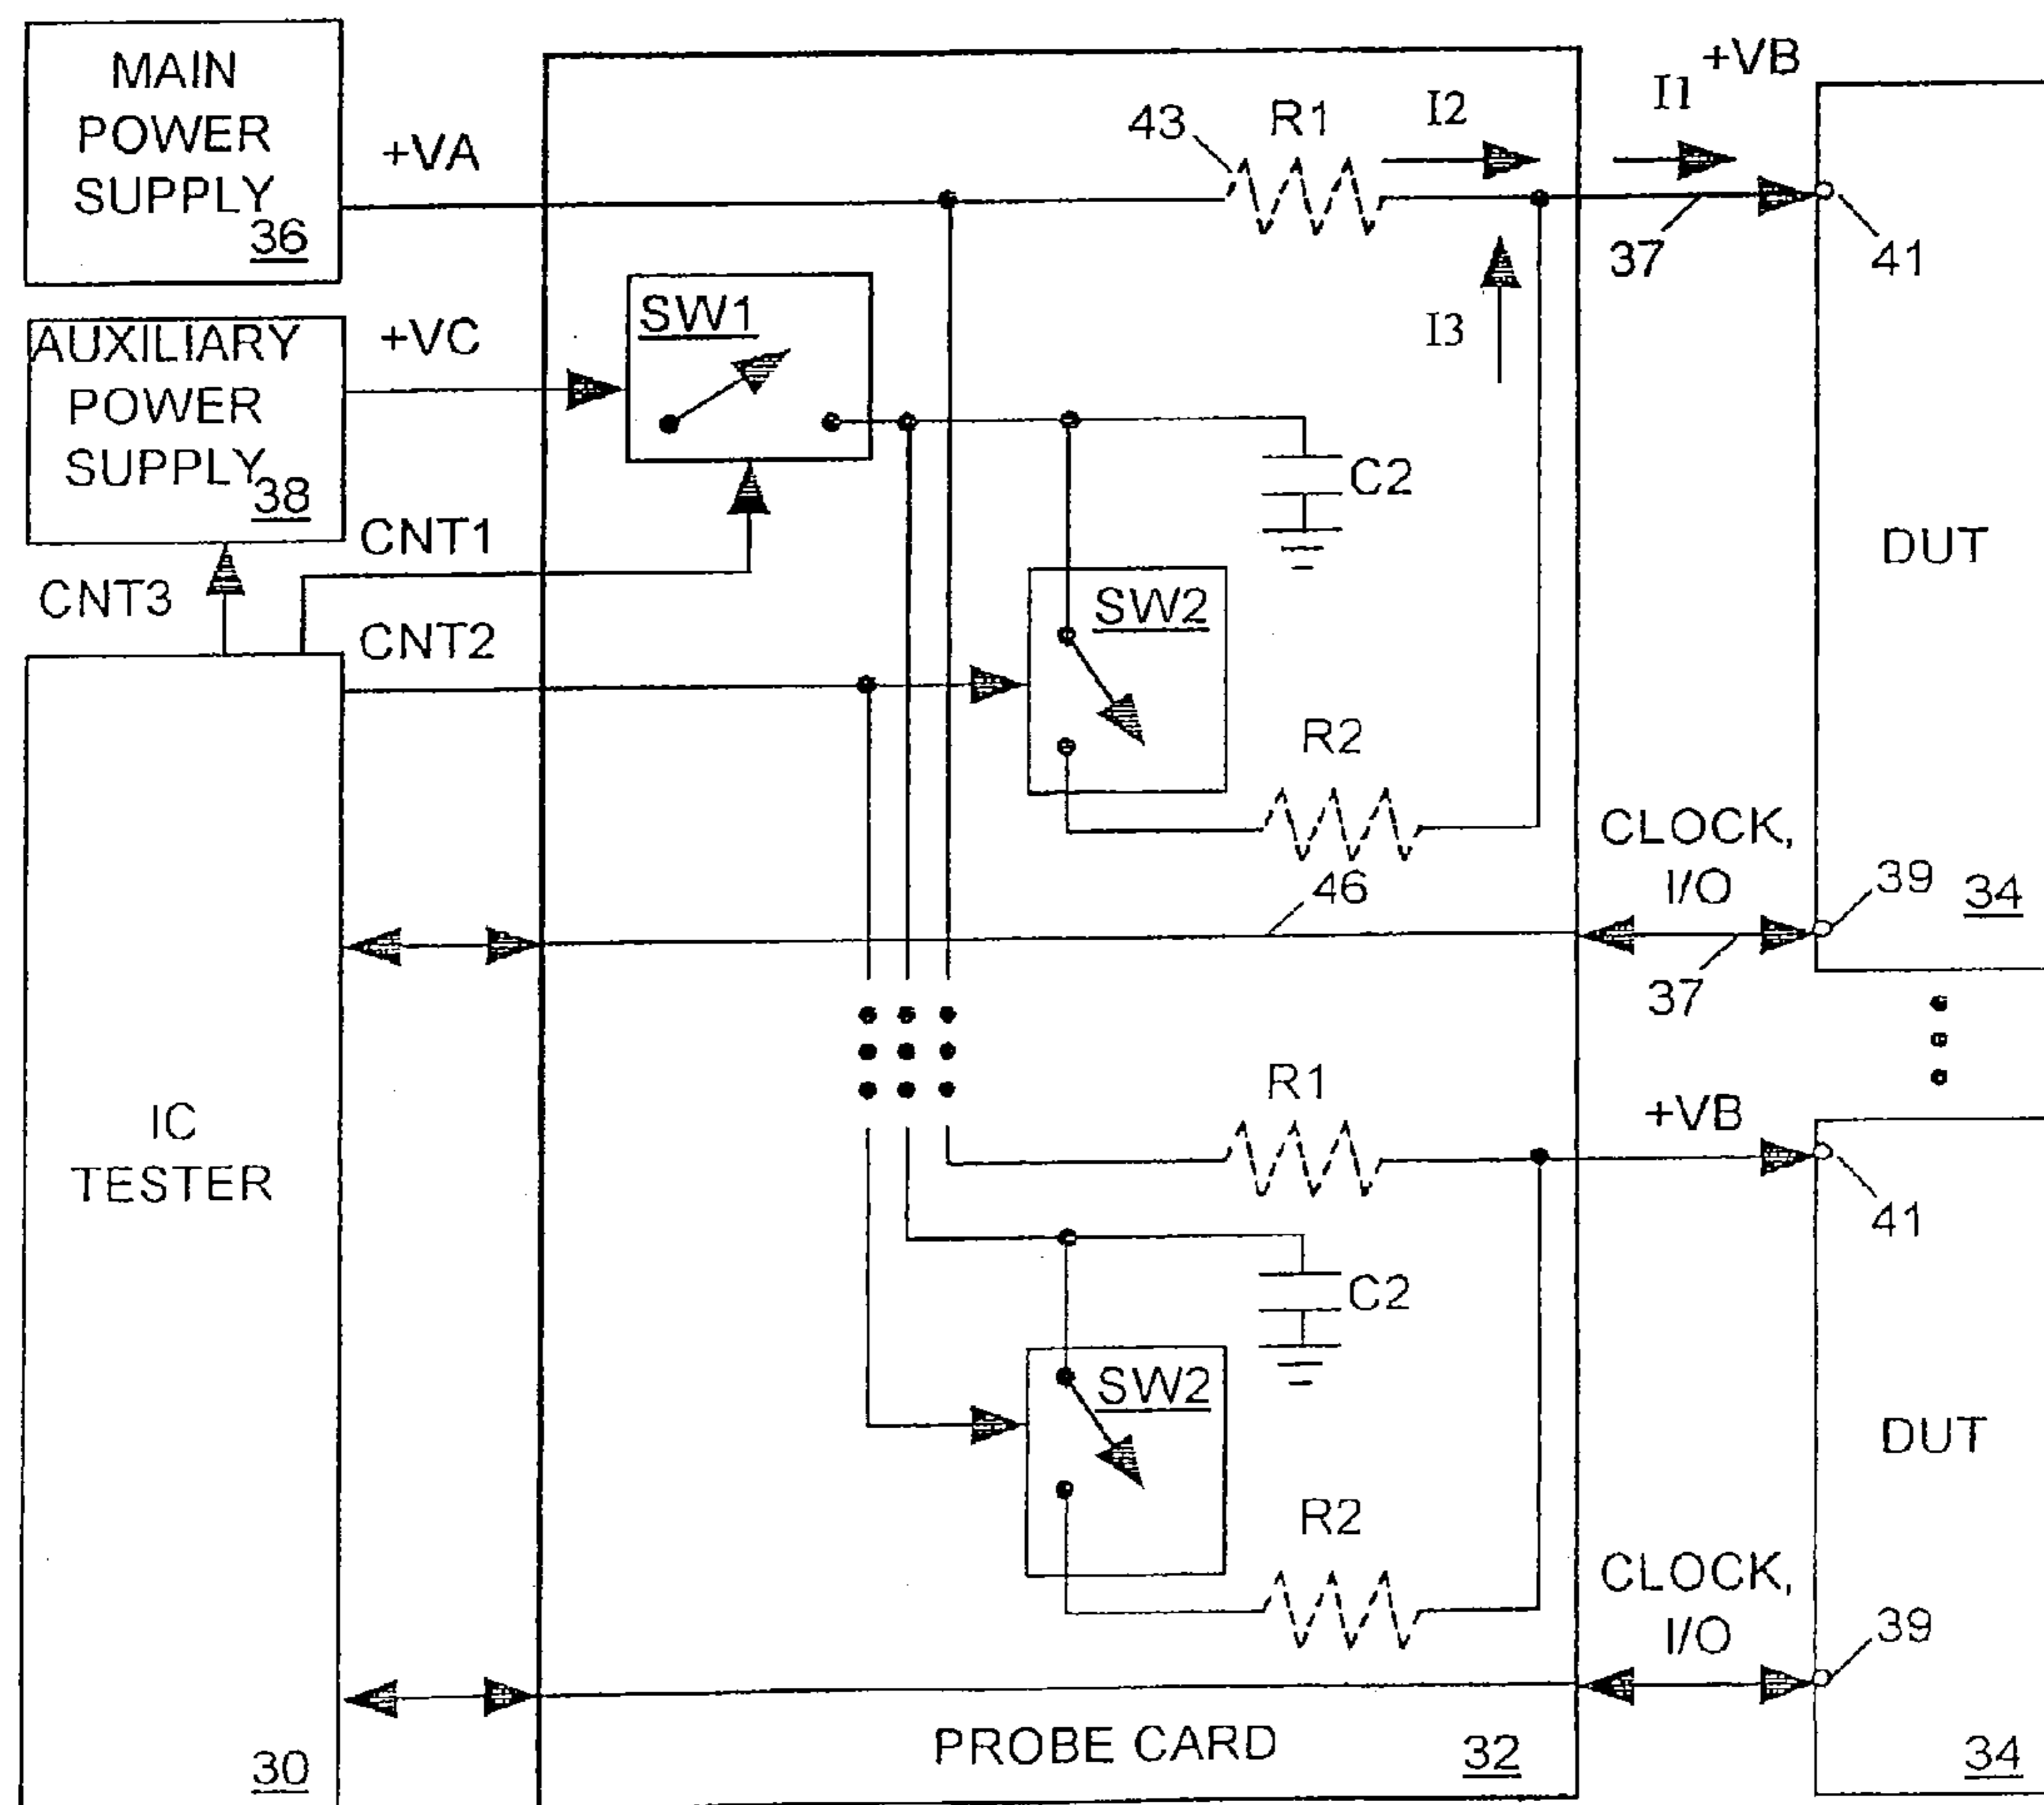 MAIN
POWER
SUPPLY
36
+VA
43
R1
I2
I1
+VB
37
41
AUXILIARY
POWER
SUPPLY
38
+VC
SW1
I3
C2
DUT
CNT3
CNT1
CNT2
SW2
R2
46
CLOCK,
I/O
39
34
37
IC
TESTER
30
R1
+VB
41
C2
SW2
DUT
R2
CLOCK,
I/O
39
PROBE CARD
32
34